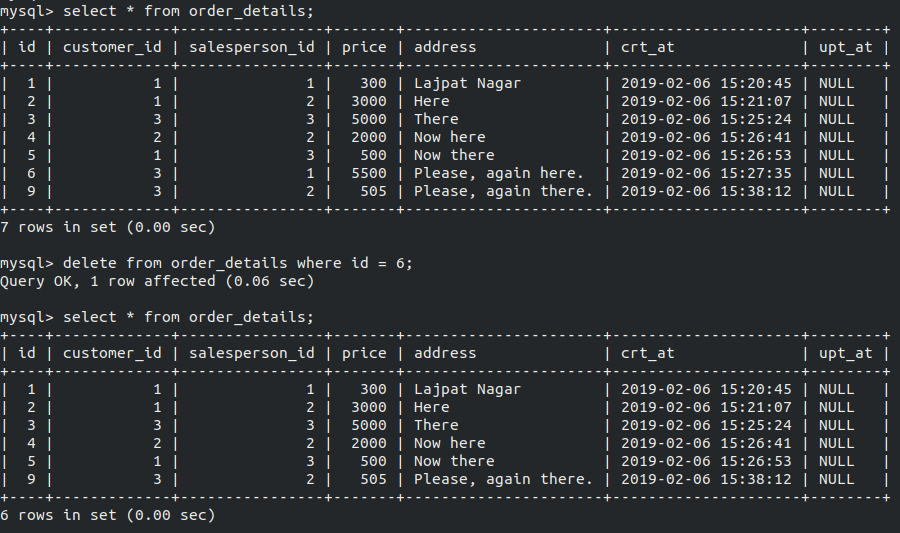 mysql> select * from order_details;
+----+-------------+----------------+-------+----------------------+---------------------+--------+
| id | customer_id | salesperson_id | price | address              | crt_at              | upt_at |
+----+-------------+----------------+-------+----------------------+---------------------+--------+
|  1 |           1 |              1 |   300 | Lajpat Nagar         | 2019-02-06 15:20:45 | NULL   |
|  2 |           1 |              2 |  3000 | Here                 | 2019-02-06 15:21:07 | NULL   |
|  3 |           3 |              3 |  5000 | There                | 2019-02-06 15:25:24 | NULL   |
|  4 |           2 |              2 |  2000 | Now here             | 2019-02-06 15:26:41 | NULL   |
|  5 |           1 |              3 |   500 | Now there            | 2019-02-06 15:26:53 | NULL   |
|  6 |           3 |              1 |  5500 | Please, again here.  | 2019-02-06 15:27:35 | NULL   |
|  9 |           3 |              2 |   505 | Please, again there. | 2019-02-06 15:38:12 | NULL   |
+----+-------------+----------------+-------+----------------------+---------------------+--------+
7 rows in set (0.00 sec)

mysql> delete from order_details where id = 6;
Query OK, 1 row affected (0.06 sec)

mysql> select * from order_details;
+----+-------------+----------------+-------+----------------------+---------------------+--------+
| id | customer_id | salesperson_id | price | address              | crt_at              | upt_at |
+----+-------------+----------------+-------+----------------------+---------------------+--------+
|  1 |           1 |              1 |   300 | Lajpat Nagar         | 2019-02-06 15:20:45 | NULL   |
|  2 |           1 |              2 |  3000 | Here                 | 2019-02-06 15:21:07 | NULL   |
|  3 |           3 |              3 |  5000 | There                | 2019-02-06 15:25:24 | NULL   |
|  4 |           2 |              2 |  2000 | Now here             | 2019-02-06 15:26:41 | NULL   |
|  5 |           1 |              3 |   500 | Now there            | 2019-02-06 15:26:53 | NULL   |
|  9 |           3 |              2 |   505 | Please, again there. | 2019-02-06 15:38:12 | NULL   |
+----+-------------+----------------+-------+----------------------+---------------------+--------+
6 rows in set (0.00 sec)